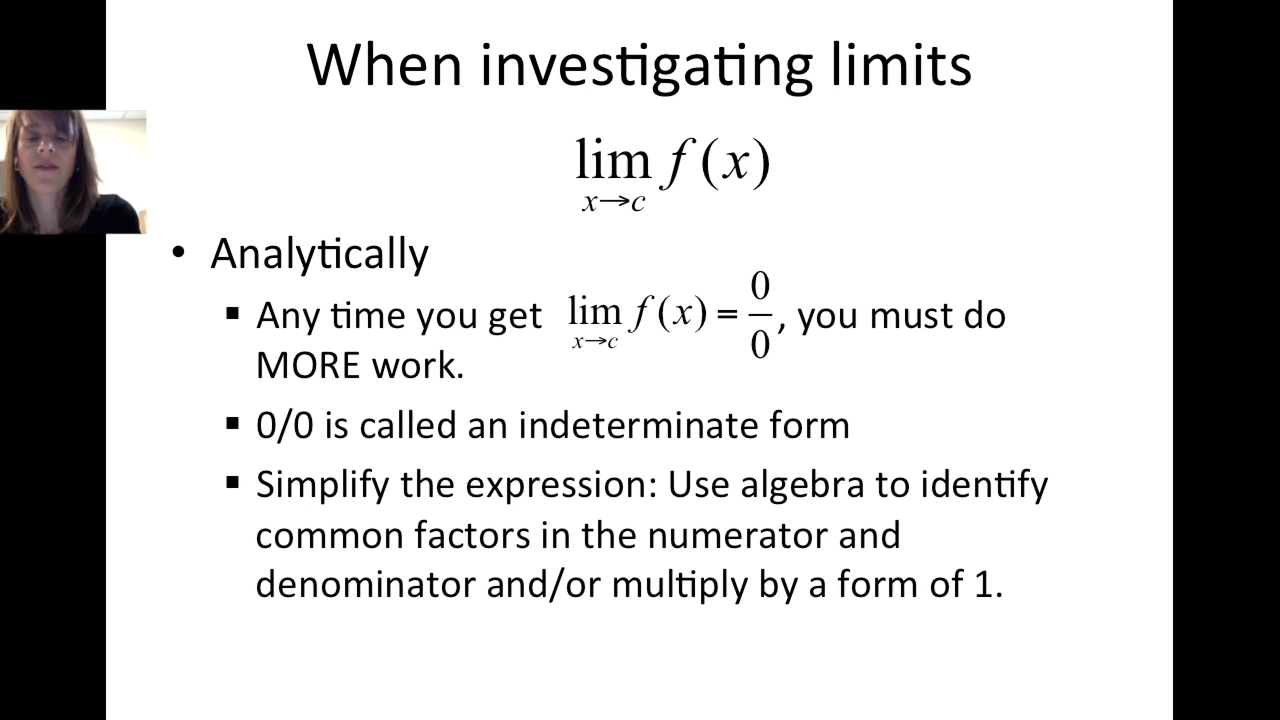 When investigating limits
lim x→c f(x)
• Analytically
▪ Any time you get lim x→c f(x) = 0/0, you must do
MORE work.
▪ 0/0 is called an indeterminate form
▪ Simplify the expression: Use algebra to identify
common factors in the numerator and
denominator and/or multiply by a form of 1.